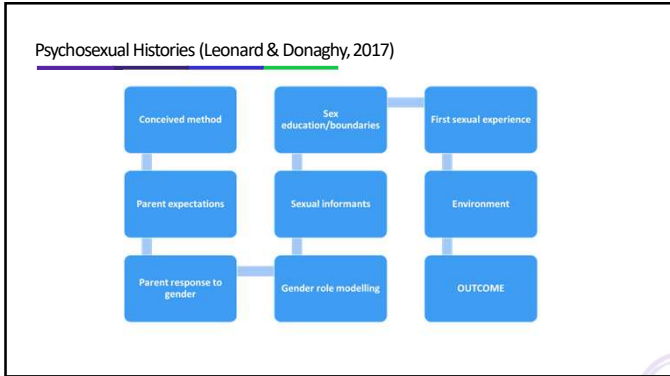 Psychosexual Histories (Leonard & Donaghy, 2017)
Conceived method
Parent expectations
Parent response to
gender
Gender role modelling
Sexual informants
Sex
education/boundaries
First sexual experience
Environment
OUTCOME